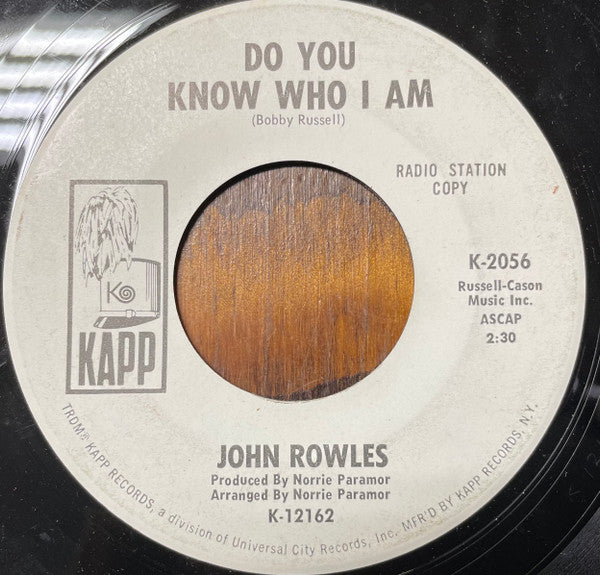 DO YOU
KNOW WHO I AM
(Bobby Russell)
RADIO STATION
COPY
K
KAPP
K-2056
Russell-Cason
Music Inc.
ASCAP
2:30
JOHN ROWLES
Produced By Norrie Paramor
Arranged By Norrie Paramor
K-12162
TRDM® KAPP RECORDS, a division of Universal City Records, Inc. MFR'D BY KAPP RECORDS, N.Y.